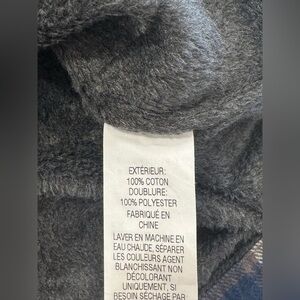 EXTÉRIEUR:
100% COTON
DOUBLURE:
100% POLYESTER
FABRIQUÉ EN
CHINE
LAVER EN MACHINE EN
EAU CHAUDE, SÉPARER
LES COULEURS AGENT
BLANCHISSANT NON
DÉCOLORANT
UNIQUEMENT, SI
BESOIN SÉCHAGE PAR